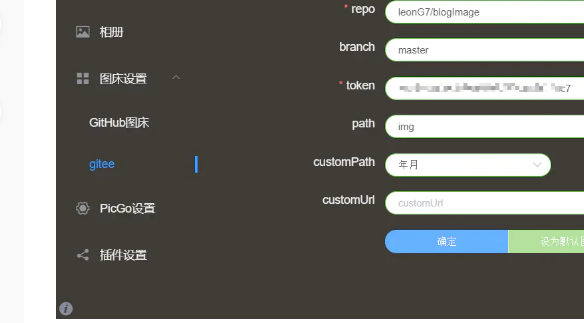 * repo
leonG7/blogImage
相册
branch
master
图床设置
* token
c7
GitHub图床
path
img
gitee
customPath
年月
customUrl
customUrl
PicGo设置
确定
设为默认
插件设置